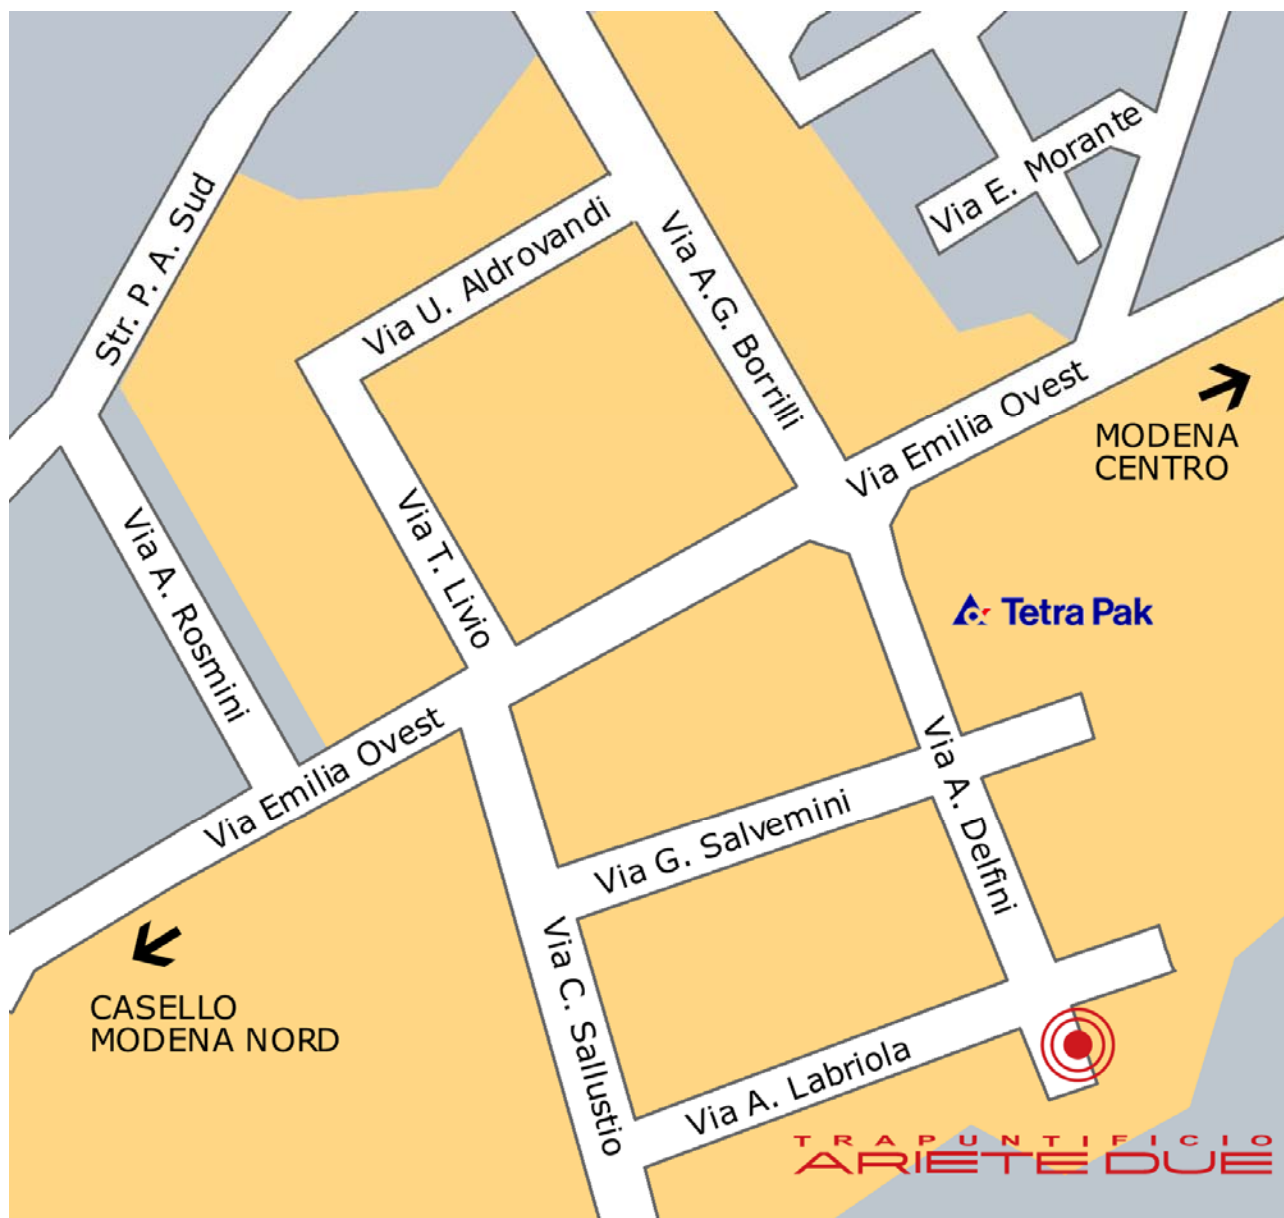 Via E. Morante
Str. P. A. Sud
Via U. Aldrovandi
Via A.G. Borrilli
Via Emilia Ovest
MODENA
CENTRO
Via T. Livio
Via A. Rosmini
Tetra Pak
Via Emilia Ovest
Via A. Delfini
Via G. Salvemini
CASELLO
MODENA NORD
Via C. Sallustio
Via A. Labriola
TRAPUNTIFICIO
ARIETE DUE